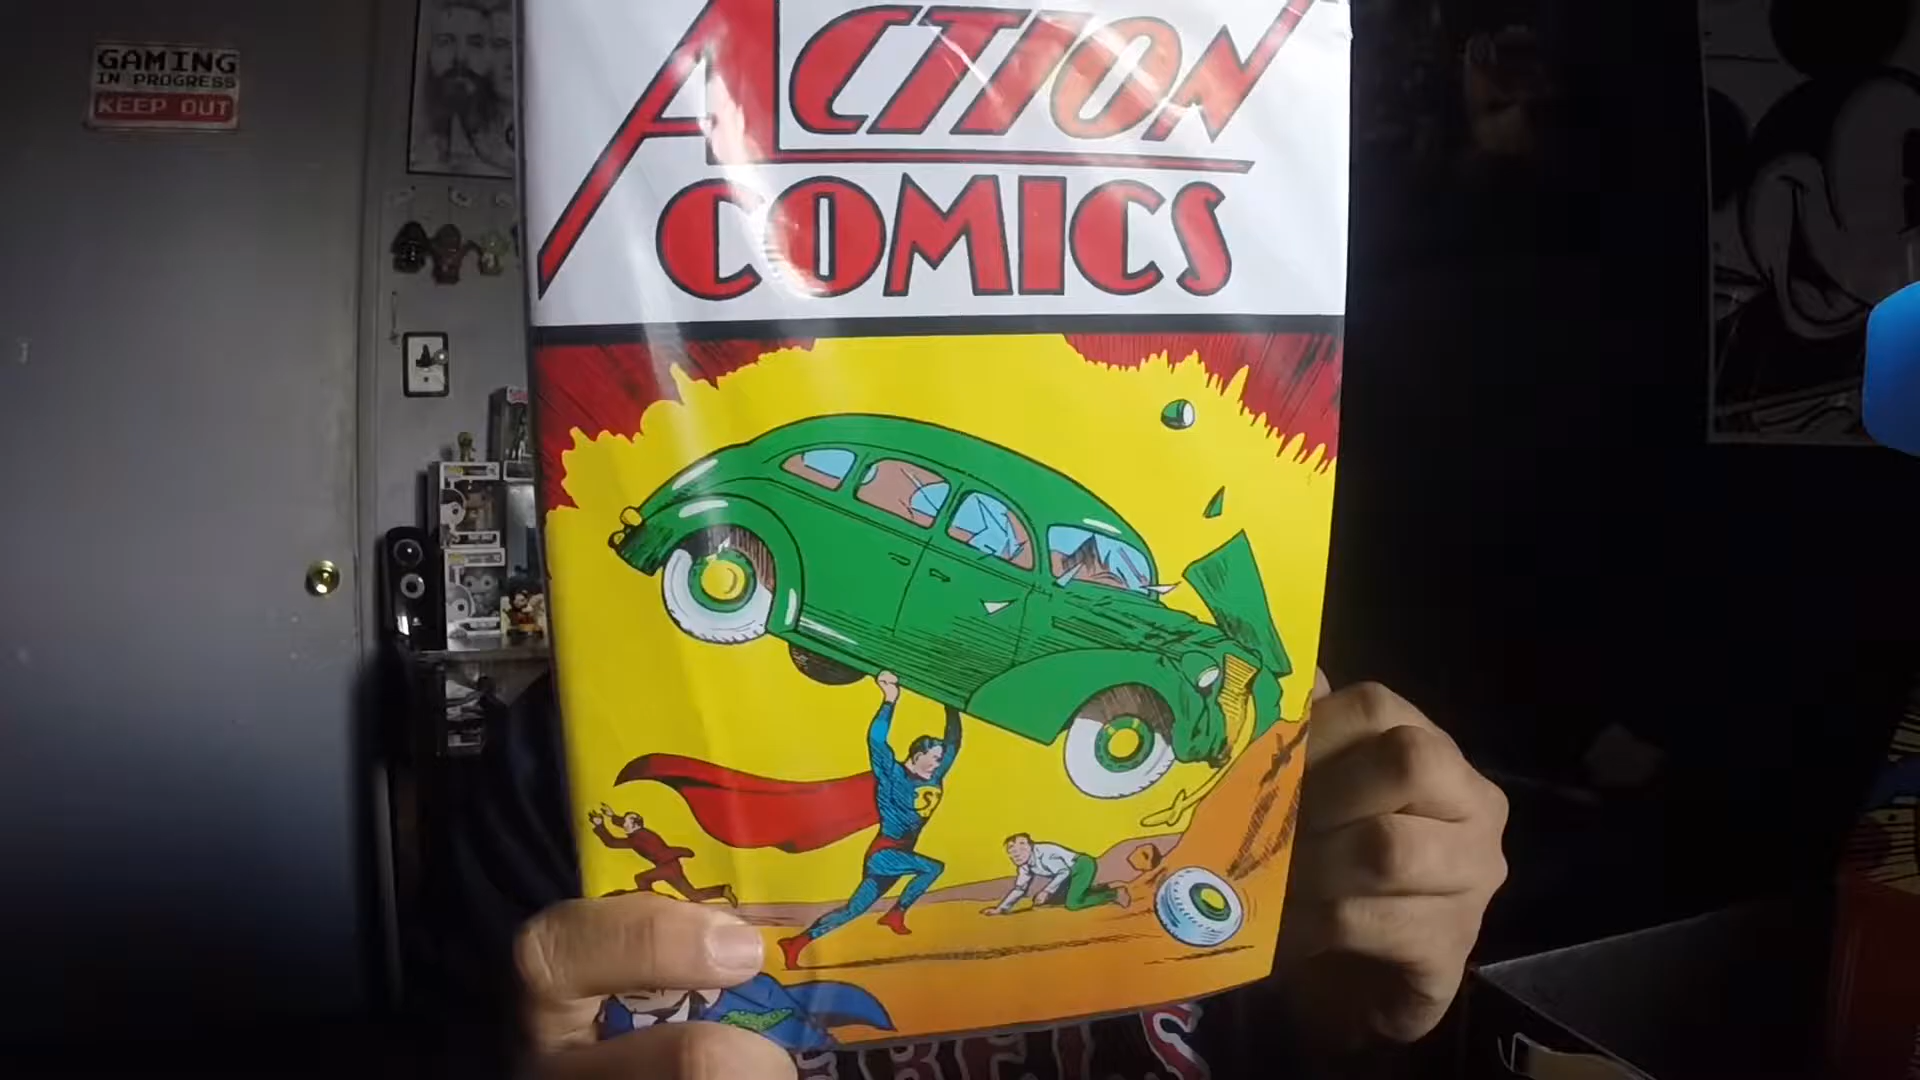 GAMING
IN PROGRESS
KEEP OUT
ACTION
COMICS
S